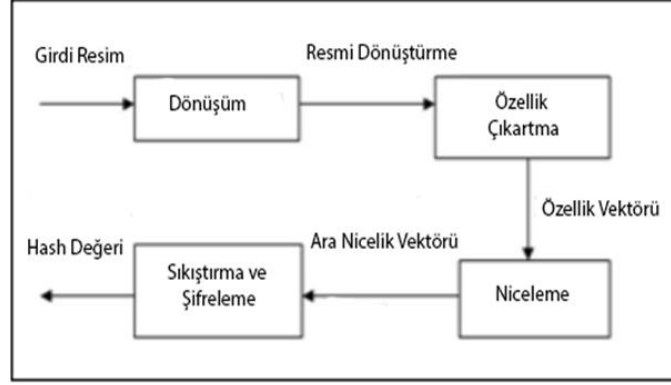 Girdi Resim
Resmi Dönüştürme
Dönüşüm
Özellik
Çıkartma
Özellik Vektörü
Hash Değeri
Ara Nicelik Vektörü
Sıkıştırma ve
Şifreleme
Niceleme